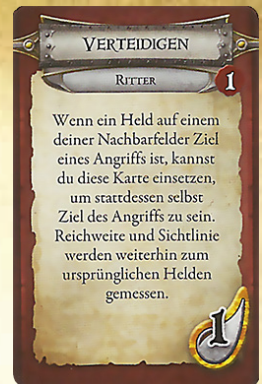 VERTEIDIGEN
RITTER
1
Wenn ein Held auf einem
deiner Nachbarfelder Ziel
eines Angriffs ist, kannst
du diese Karte einsetzen,
um stattdessen selbst
Ziel des Angriffs zu sein.
Reichweite und Sichtlinie
werden weiterhin zum
ursprünglichen Helden
gemessen.
1